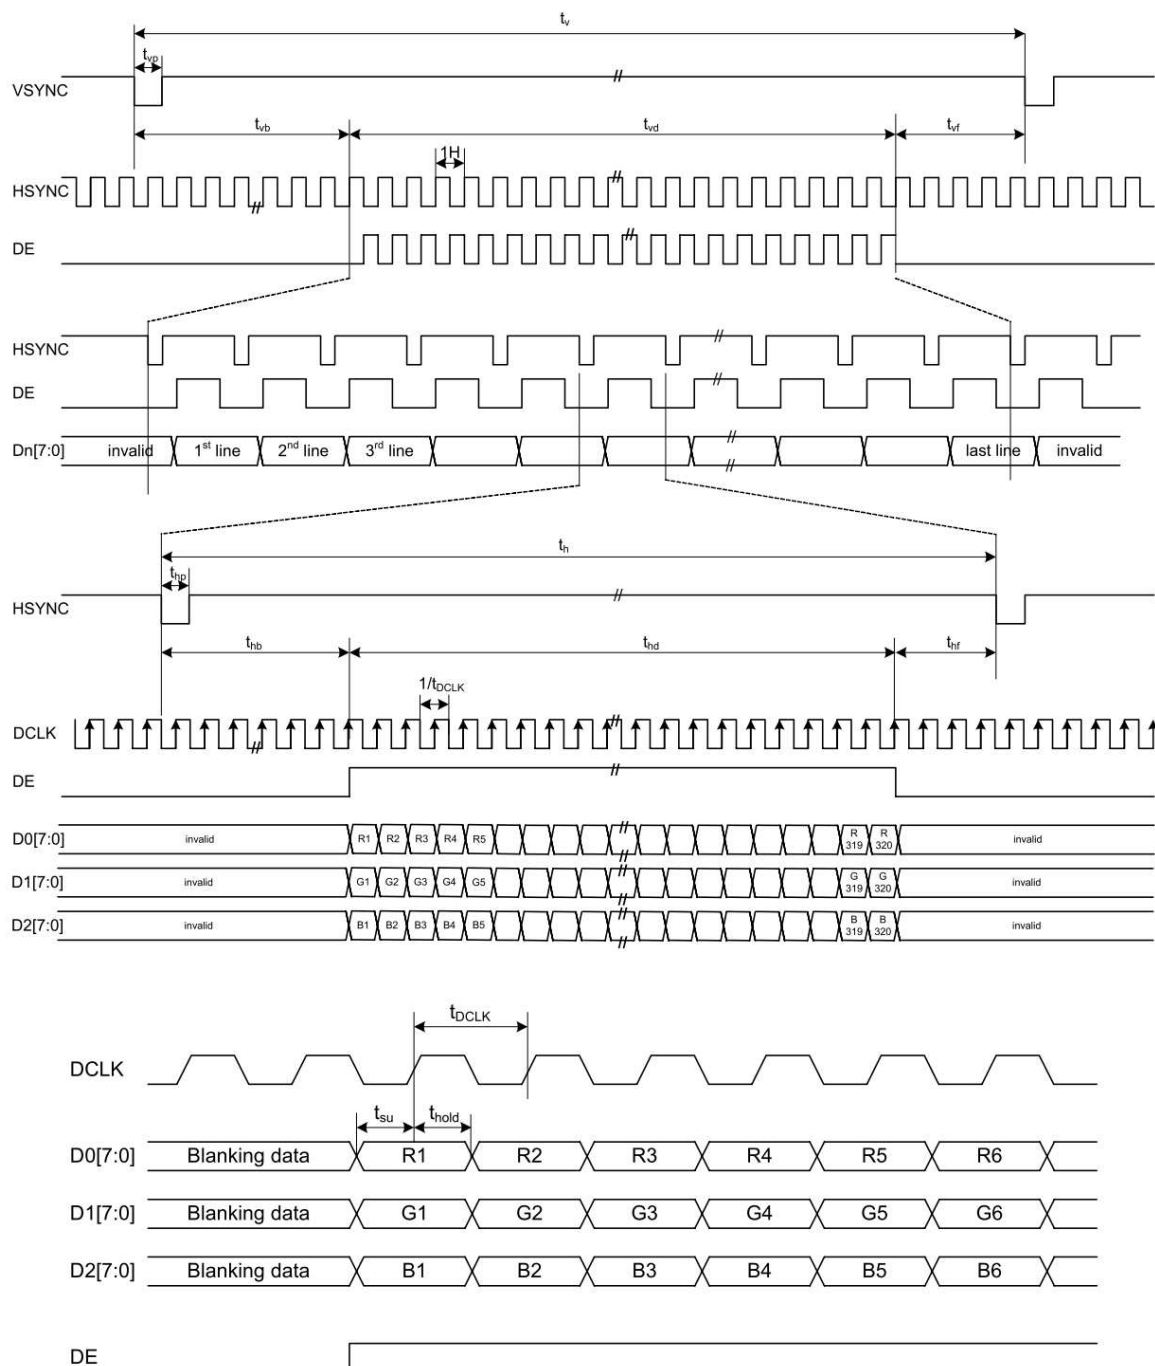 tv
tvp
VSYNC
tvb
tvd
tvf
1H
HSYNC
DE
HSYNC
DE
Dn[7:0]
invalid
1st line
2nd line
3rd line
last line
invalid
th
thp
HSYNC
thb
thd
thf
1/tDCLK
DCLK
DE
D0[7:0]
invalid
R1 R2 R3 R4 R5
R 319
R 320
invalid
D1[7:0]
invalid
G1 G2 G3 G4 G5
G 319
G 320
invalid
D2[7:0]
invalid
B1 B2 B3 B4 B5
B 319
B 320
invalid
tDCLK
DCLK
tsu
thold
D0[7:0] Blanking data R1 R2 R3 R4 R5 R6
D1[7:0] Blanking data G1 G2 G3 G4 G5 G6
D2[7:0] Blanking data B1 B2 B3 B4 B5 B6
DE